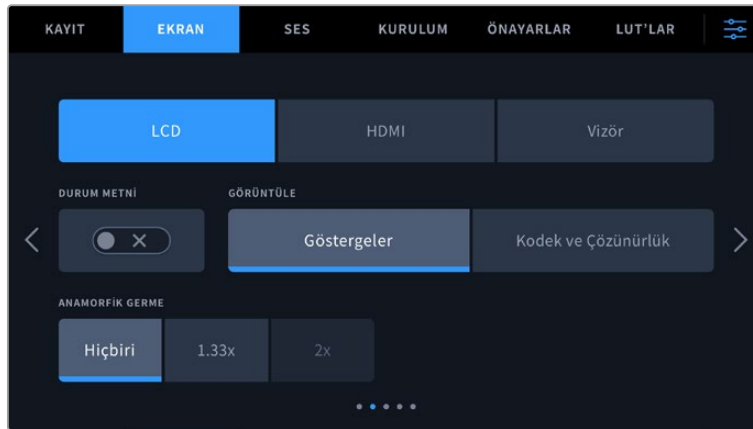 KAYIT EKRAN SES KURULUM ÖNAYARLAR LUT'LAR
LCD HDMI Vizör
DURUM METNİ GÖRÜNTÜLE
Göstergeler Kodek ve Çözünürlük
ANAMORFİK GERME
Hiçbiri 1.33x 2x